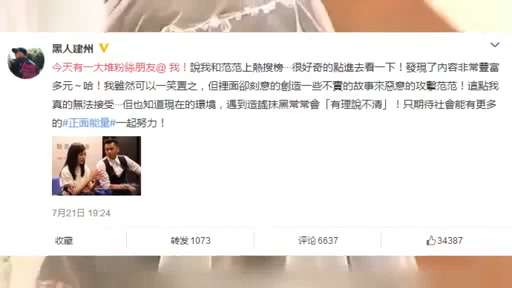 黑人建州
今天有一大堆粉絲朋友@ 我！說我和范范上熱搜榜…很好奇的點進去看一下！發現了內容非常豐富
多元～哈！我雖然可以一笑置之，但裡面卻刻意的創造一些不實的故事來惡意的攻擊范范！這點我
真的無法接受…但也知道現在的環境，遇到造謠抹黑常常會「有理說不清」！只期待社會能有更多
的#正面能量#一起努力！
7月21日 19:24
收藏
转发 1073
评论 6637
34387